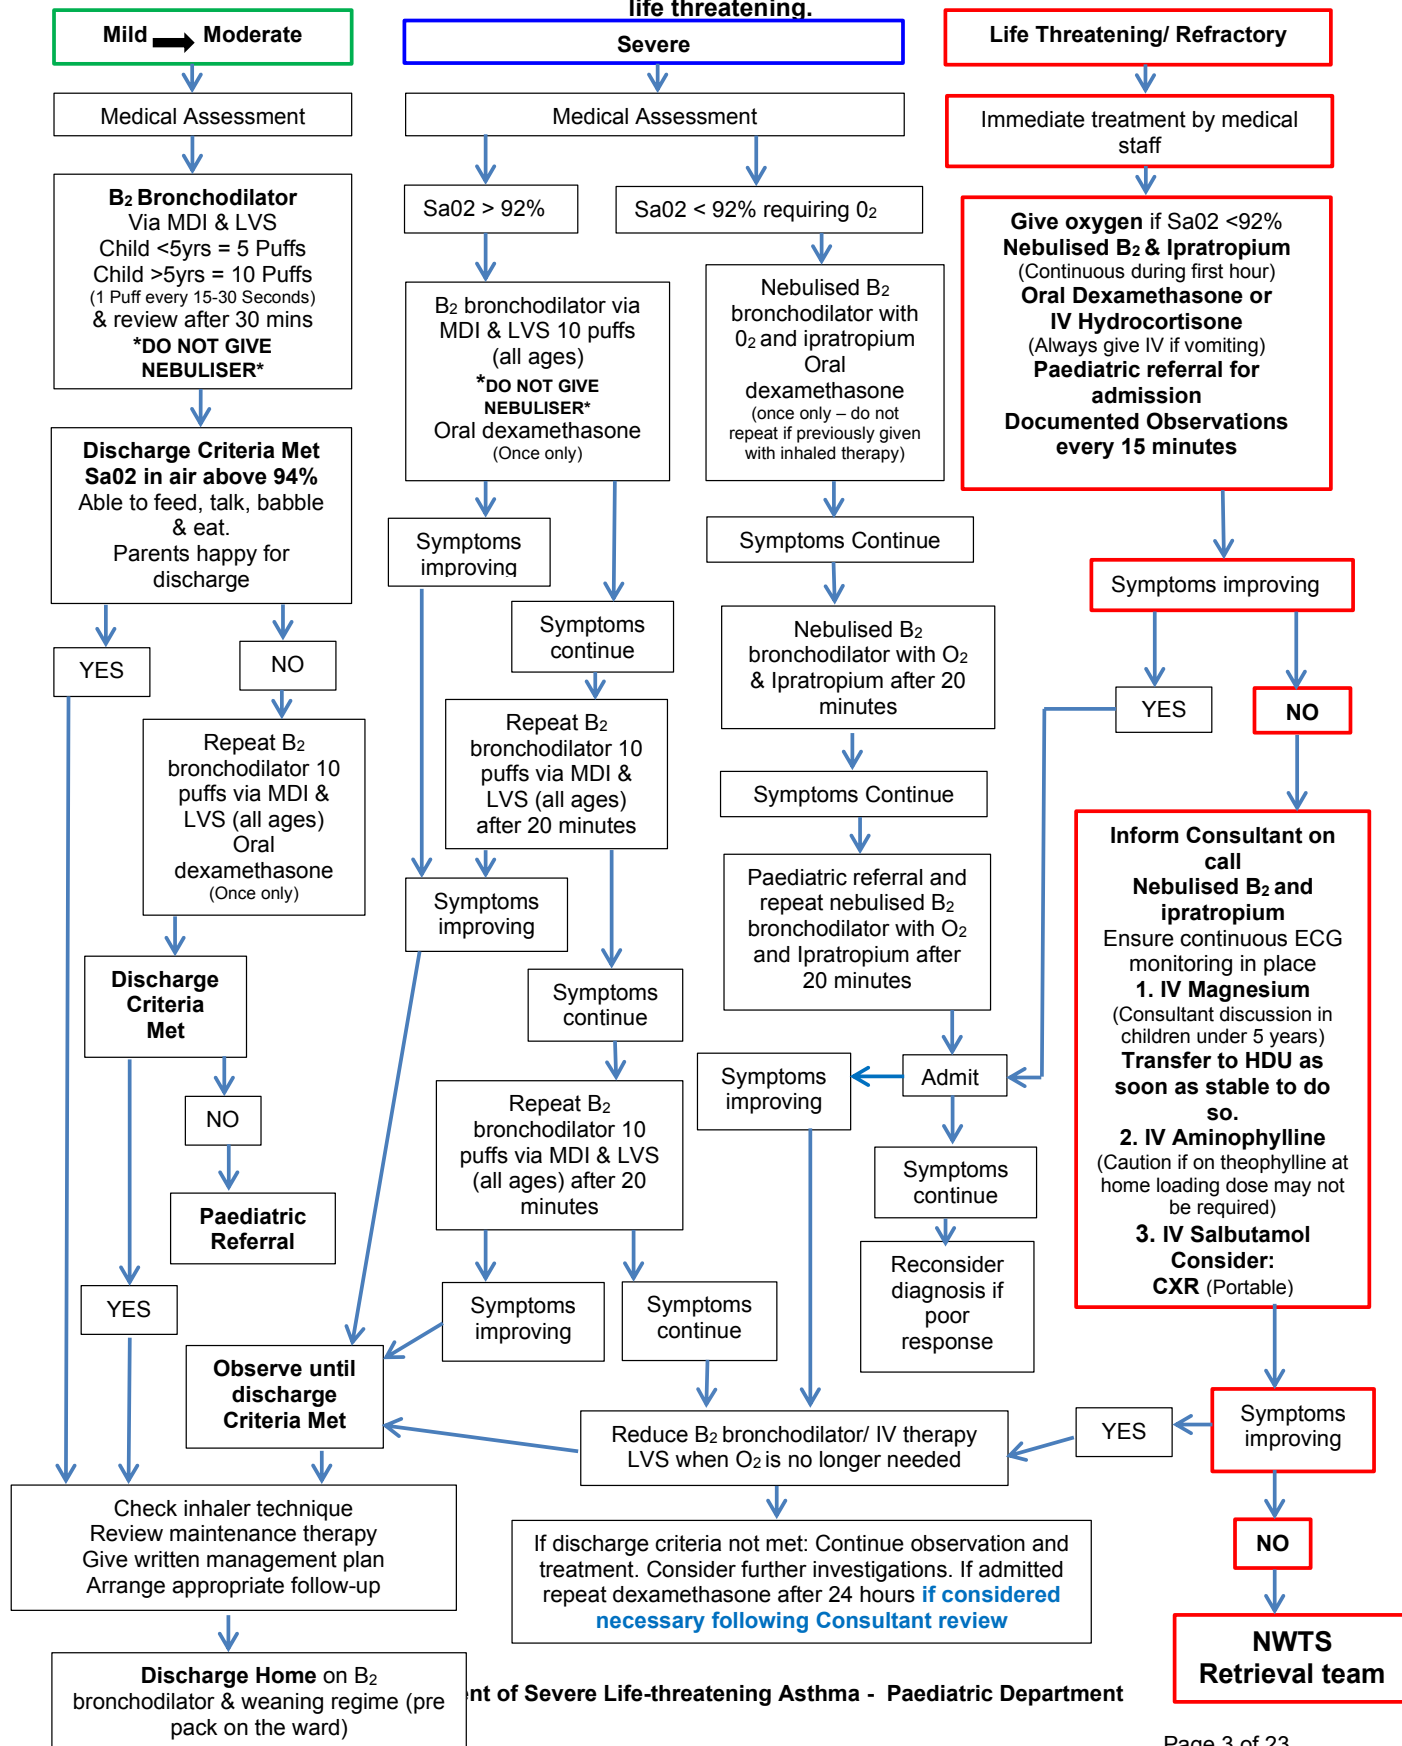 life threatening.
Mild Moderate
Medical Assessment
B2 Bronchodilator
Via MDI & LVS
Child <5yrs = 5 Puffs
Child >5yrs = 10 Puffs
(1 Puff every 15-30 Seconds)
& review after 30 mins
*DO NOT GIVE
NEBULISER*
Discharge Criteria Met
Sa02 in air above 94%
Able to feed, talk, babble
& eat.
Parents happy for
discharge
YES
NO
Repeat B2
bronchodilator 10
puffs via MDI &
LVS (all ages)
Oral
dexamethasone
(Once only)
Discharge
Criteria
Met
NO
Paediatric
Referral
YES
Severe
Medical Assessment
Sa02 > 92%
B2 bronchodilator via
MDI & LVS 10 puffs
(all ages)
*DO NOT GIVE
NEBULISER*
Oral dexamethasone
(Once only)
Symptoms
improving
Symptoms
continue
Repeat B2
bronchodilator 10
puffs via MDI &
LVS (all ages)
after 20 minutes
Symptoms
improving
Symptoms
continue
Repeat B2
bronchodilator 10
puffs via MDI & LVS
(all ages) after 20
minutes
Symptoms
improving
Symptoms
continue
Observe until
discharge
Criteria Met
Sa02 < 92% requiring 02
Nebulised B2
bronchodilator with
02 and ipratropium
Oral
dexamethasone
(once only – do not
repeat if previously given
with inhaled therapy)
Symptoms Continue
Nebulised B2
bronchodilator with O2
& Ipratropium after 20
minutes
Symptoms Continue
Paediatric referral and
repeat nebulised B2
bronchodilator with O2
and Ipratropium after
20 minutes
Admit
Symptoms
improving
Symptoms
continue
Reconsider
diagnosis if
poor
response
Life Threatening/ Refractory
Immediate treatment by medical
staff
Give oxygen if Sa02 <92%
Nebulised B2 & Ipratropium
(Continuous during first hour)
Oral Dexamethasone or
IV Hydrocortisone
(Always give IV if vomiting)
Paediatric referral for
admission
Documented Observations
every 15 minutes
Symptoms improving
YES
NO
Inform Consultant on
call
Nebulised B2 and
ipratropium
Ensure continuous ECG
monitoring in place
1. IV Magnesium
(Consultant discussion in
children under 5 years)
Transfer to HDU as
soon as stable to do
so.
2. IV Aminophylline
(Caution if on theophylline at
home loading dose may not
be required)
3. IV Salbutamol
Consider:
CXR (Portable)
Symptoms
improving
YES
NO
NWTS
Retrieval team
Reduce B2 bronchodilator/ IV therapy
LVS when O2 is no longer needed
If discharge criteria not met: Continue observation and
treatment. Consider further investigations. If admitted
repeat dexamethasone after 24 hours if considered
necessary following Consultant review
Check inhaler technique
Review maintenance therapy
Give written management plan
Arrange appropriate follow-up
Discharge Home on B2
bronchodilator & weaning regime (pre
pack on the ward)
nt of Severe Life-threatening Asthma - Paediatric Department
Page 3 of 23